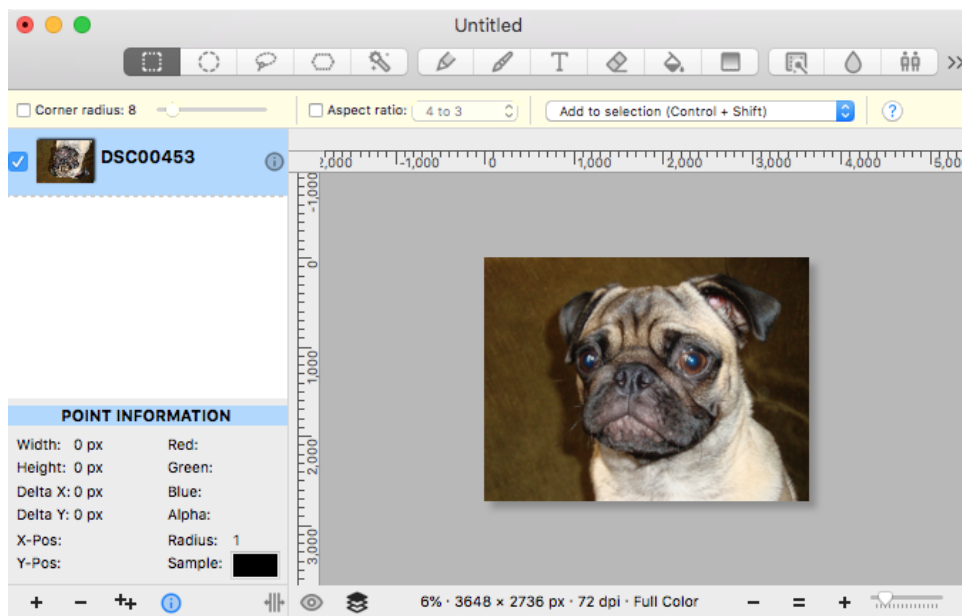 Untitled
T
>>
Corner radius: 8
Aspect ratio: 4 to 3
Add to selection (Control + Shift)
?
DSC00453
2,000 -1,000 0 1,000 2,000 3,000 4,000 5,00
-1,000
0
1,000
2,000
3,000
POINT INFORMATION
Width: 0 px Red:
Height: 0 px Green:
Delta X: 0 px Blue:
Delta Y: 0 px Alpha:
X-Pos: Radius: 1
Y-Pos: Sample:
6% · 3648 × 2736 px · 72 dpi · Full Color